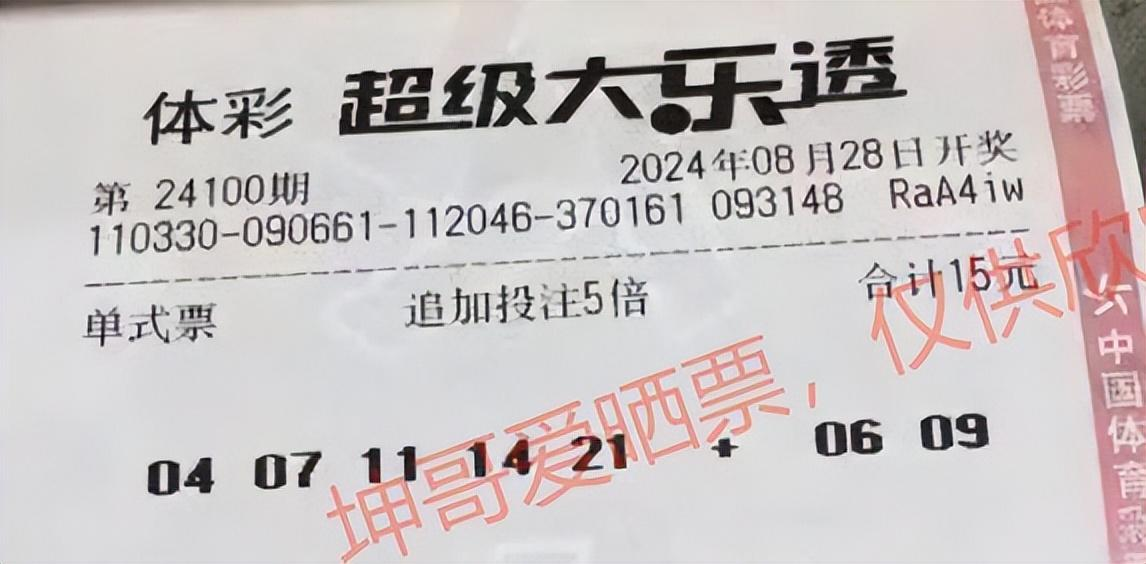 体彩 超级大乐透
第 24100期 2024年08月28日开奖
110330-090661-112046-370161 093148 RaA4iw
单式票 追加投注5倍 合计15元
04 07 11 14 21 + 06 09
坤哥爱晒票，仅供欣
体育彩票
中国体育彩